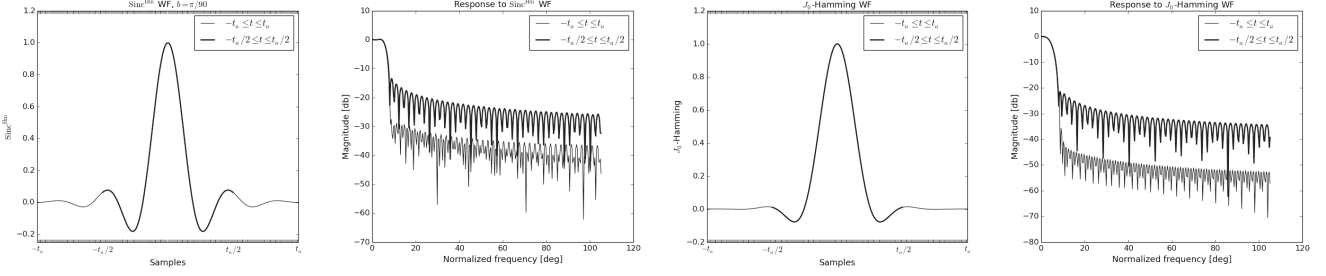 Sinc^Hm WF, b=π/90
1.2
1.0
0.8
0.6
0.4
0.2
0.0
−0.2
Sinc^Hm
−t_a ≤t≤t_a
−t_a/2≤t≤t_a/2
−t_a
−t_a/2
t_a/2
t_a
Samples
Response to Sinc^Hm WF
10
0
−10
−20
−30
−40
−50
−60
−70
Magnitude [db]
−t_a ≤t≤t_a
−t_a/2≤t≤t_a/2
0
20
40
60
80
100
120
Normalized frequency [deg]
J_0-Hamming WF
1.2
1.0
0.8
0.6
0.4
0.2
0.0
−0.2
J_0-Hamming
−t_a ≤t≤t_a
−t_a/2≤t≤t_a/2
−t_a
−t_a/2
t_a/2
t_a
Samples
Response to J_0-Hamming WF
10
0
−10
−20
−30
−40
−50
−60
−70
−80
Magnitude [db]
−t_a ≤t≤t_a
−t_a/2≤t≤t_a/2
0
20
40
60
80
100
120
Normalized frequency [deg]